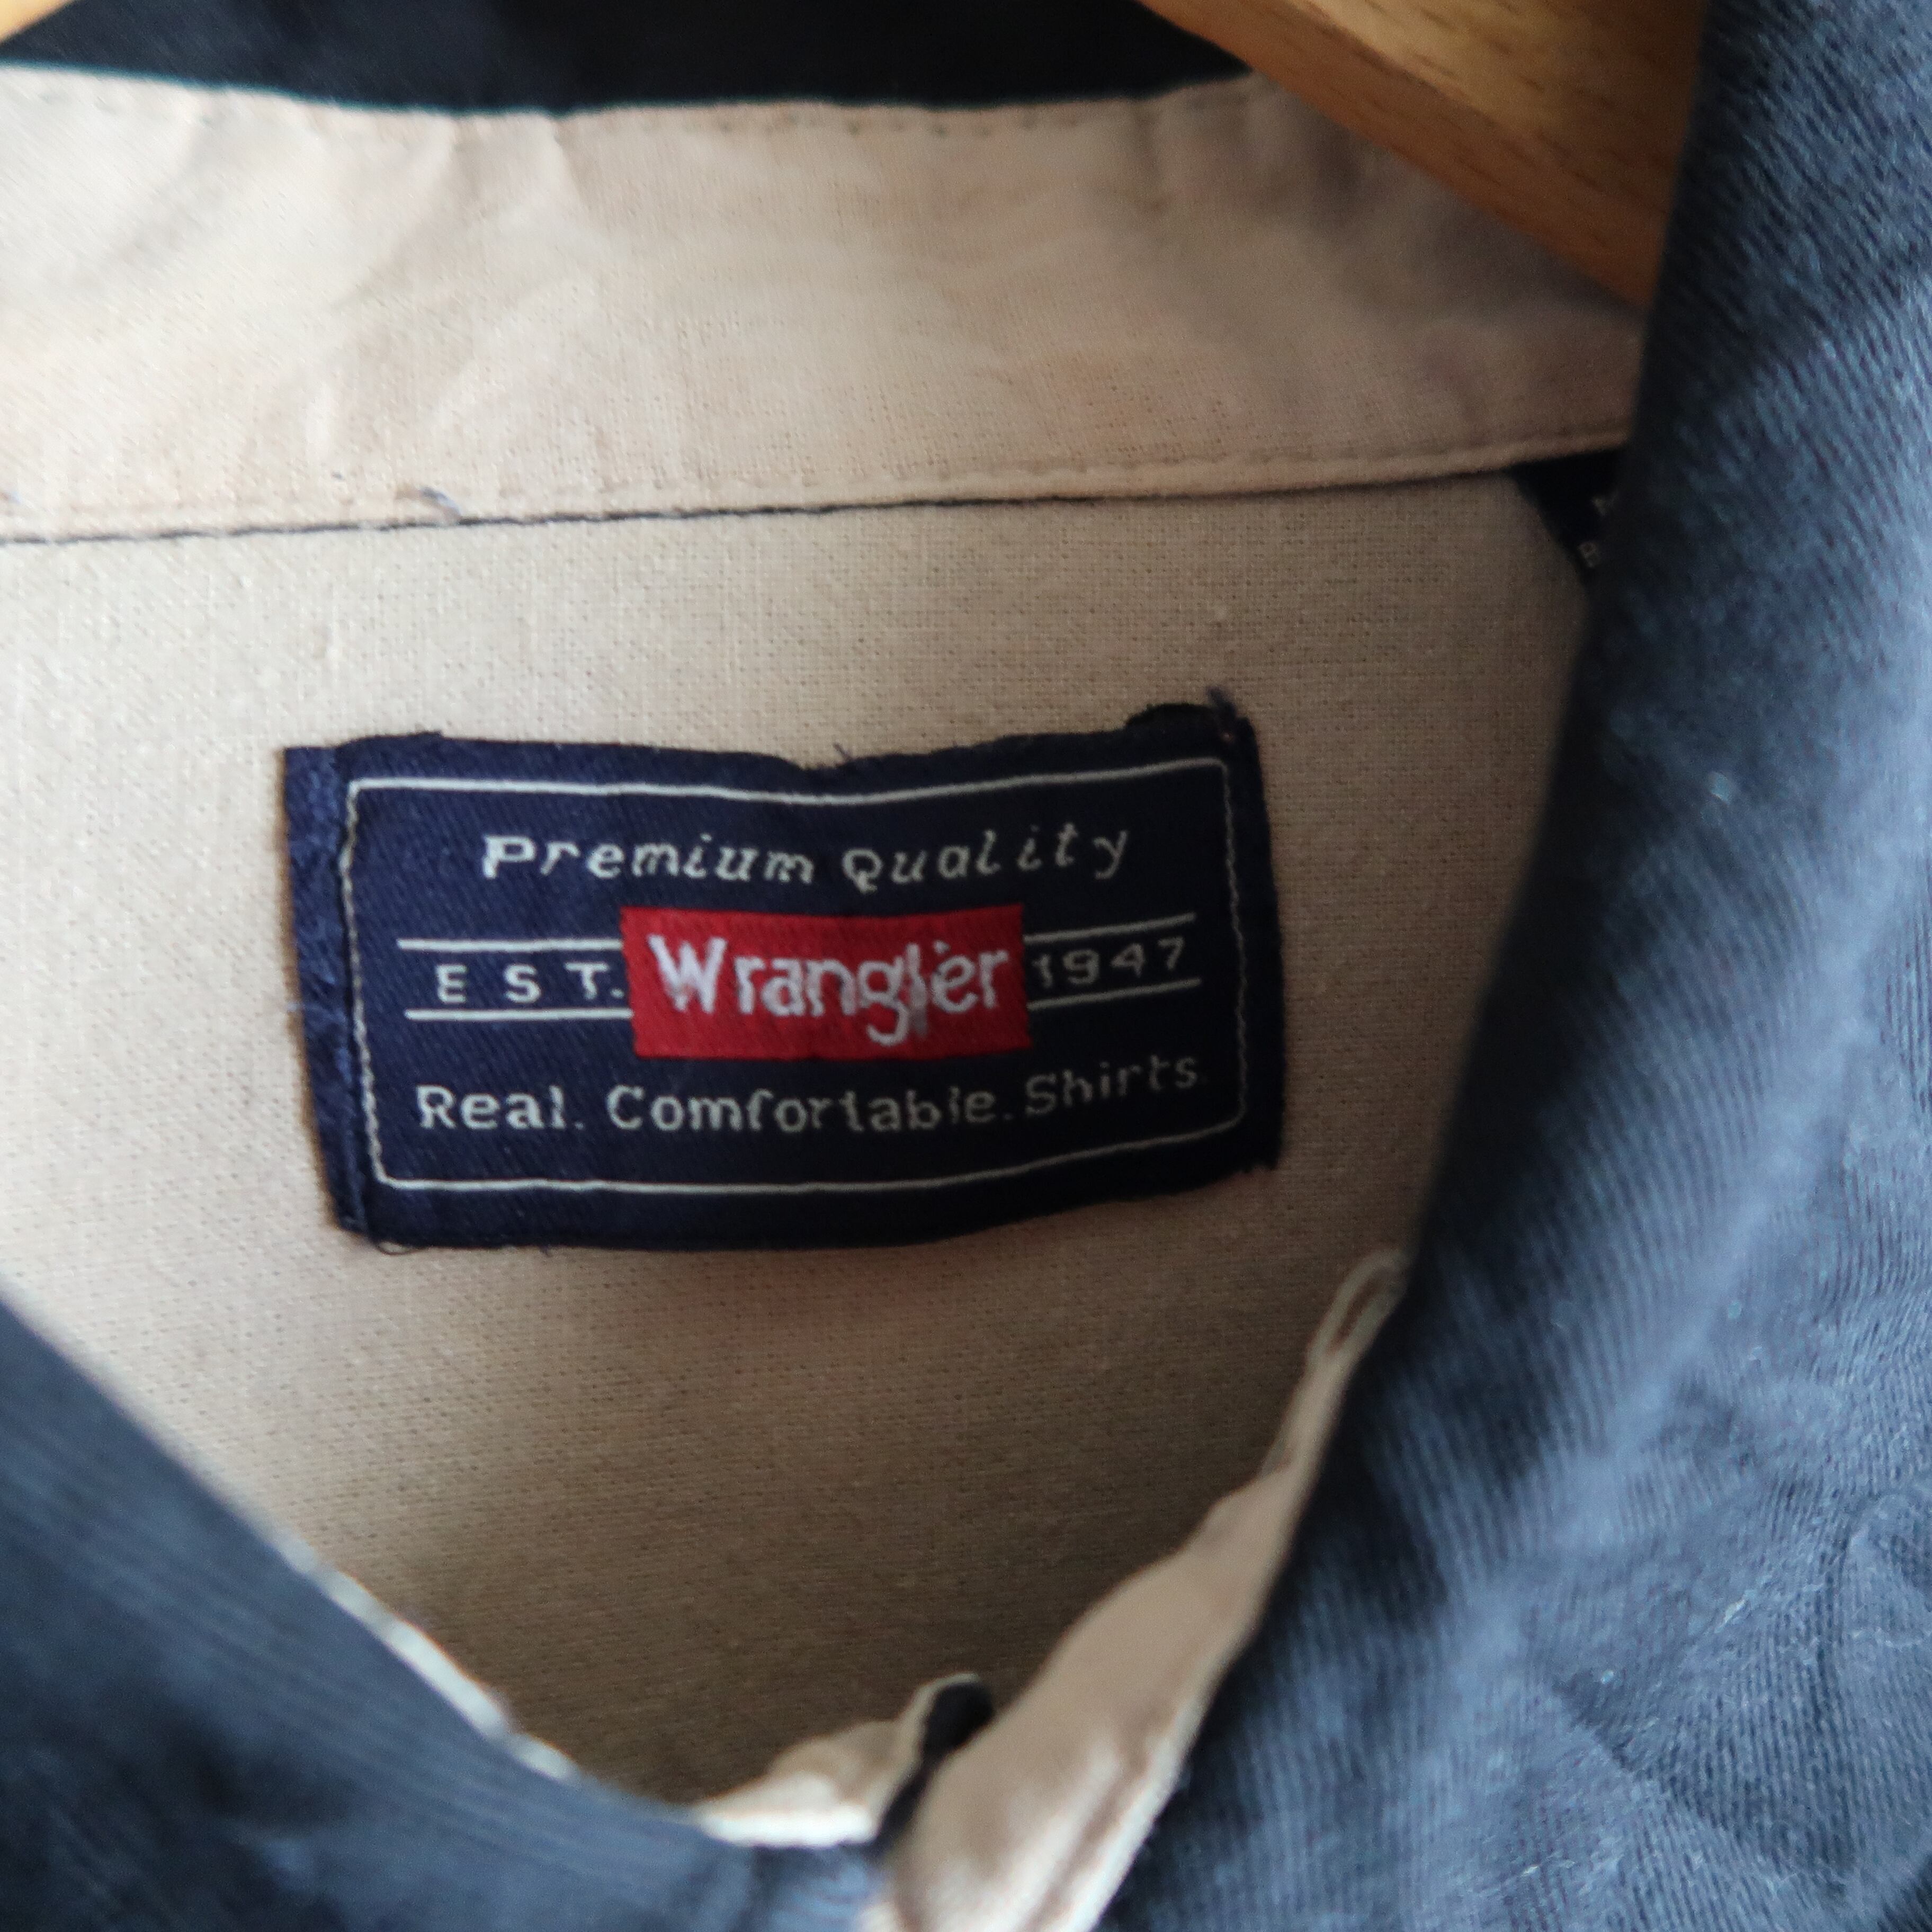 Premium Quality
EST. Wrangler 1947
Real. Comfortable. Shirts.